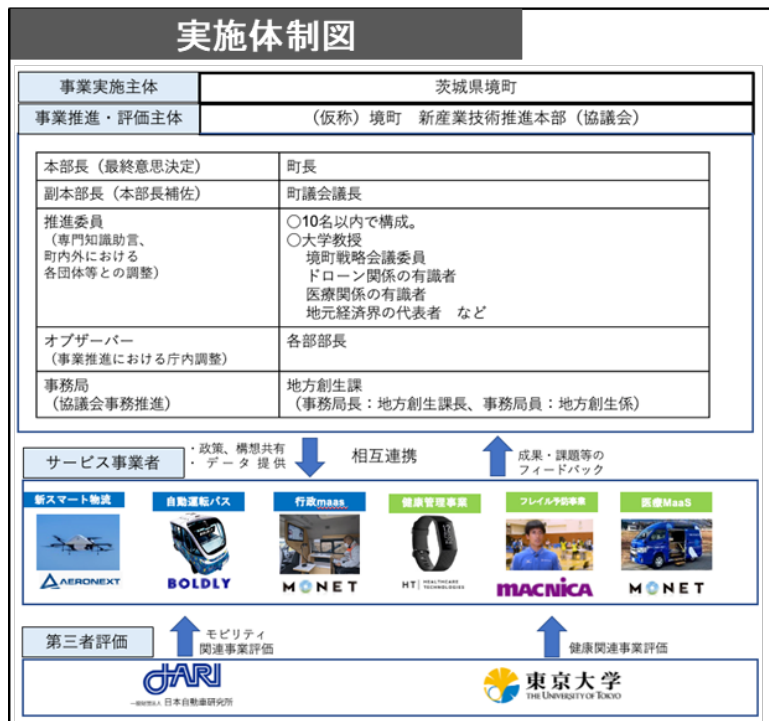 実施体制図
事業実施主体
茨城県境町
事業推進・評価主体
（仮称）境町　新産業技術推進本部（協議会）
本部長（最終意思決定）
町長
副本部長（本部長補佐）
町議会議長
推進委員
（専門知識助言、
町内外における
各団体等との調整）
○10名以内で構成。
○大学教授
境町戦略会議委員
ドローン関係の有識者
医療関係の有識者
地元経済界の代表者　など
オブザーバー
（事業推進における庁内調整）
各部部長
事務局
（協議会事務推進）
地方創生課
（事務局長：地方創生課長、事務局員：地方創生係）
サービス事業者
・政策、構想共有
・データ提供
相互連携
成果・課題等の
フィードバック
新スマート物流
自動運転バス
行政maas
健康管理事業
フレイル予防事業
医療MaaS
AERONEXT
BOLDLY
MONET
HT | HEALTHCARE
TECHNOLOGIES
MACNICA
MONET
第三者評価
モビリティ
関連事業評価
健康関連事業評価
JARI
一般財団法人 日本自動車研究所
東京大学
THE UNIVERSITY OF TOKYO